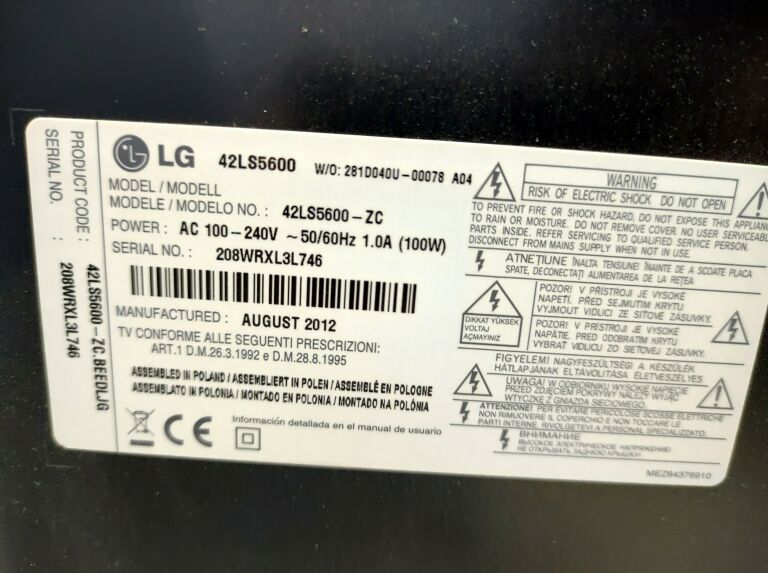 PRODUCT CODE : 42LS5600-ZC.BEEDLJG
SERIAL NO. : 208WRXL3L746
LG 42LS5600 W/O: 281D040U-00078 A04
MODEL / MODELL
MODELE / MODELO NO. : 42LS5600-ZC
POWER : AC 100-240V ~50/60Hz 1.0A (100W)
SERIAL NO. : 208WRXL3L746
MANUFACTURED : AUGUST 2012
TV CONFORME ALLE SEGUENTI PRESCRIZIONI:
ART.1 D.M.26.3.1992 e D.M.28.8.1995
ASSEMBLED IN POLAND / ASSEMBLIERT IN POLEN / ASSEMBLÉ EN POLOGNE
ASSEMBLATO IN POLONIA / MONTADO EN POLONIA / MONTADO NA POLÔNIA
CE
Información detallada en el manual de usuario
WARNING
RISK OF ELECTRIC SHOCK DO NOT OPEN
TO PREVENT FIRE OR SHOCK HAZARD, DO NOT EXPOSE THIS APPLIAN
TO RAIN OR MOISTURE. DO NOT REMOVE COVER. NO USER SERVICEABL
PARTS INSIDE. REFER SERVICING TO QUALIFIED SERVICE PERSON.
DISCONNECT FROM MAINS SUPPLY WHEN NOT IN USE.
ATENŢIUNE ÎNALTA TENSIUNE! ÎNAINTE DE A SCOATE PLACA
SPATE, DECONECTAŢI ALIMENTAREA DE LA REŢEA
DIKKAT YÜKSEK
VOLTAJ
AÇMAYINIZ
POZOR! V PŘÍSTROJI JE VYSOKÉ
NAPETÍ. PŘED SEJMUTÍM KRYTU
VYJMOUT VIDLICI ZE SÍTOVÉ ZÁSUVKY.
POZOR! V PRÍSTROJI JE VYSOKÉ
NAPÄTIE. PRED ODOBRATÍM KRYTU
VYBRAT VIDLICU ZO SIEŤOVEJ ZÁSUVKY.
FIGYELEM! NAGYFESZÜLTSÉG! A KÉSZÜLÉK
HÁTLAPJÁNAK ELTÁVOLÍTÁSA ÉLETVESZÉLYES
UWAGA! W ODBIORNIKU WYSOKIE NAPIĘCIE
PRZED ZDJĘCIEM POKRYWY NALEŻY WYJĄĆ
WTYCZKĘ Z GNIAZDA SIECIOWEGO.
ATTENZIONE! PER EVITARE PERICOLOSE SCOSSE ELETTRICHE
NON RIMUOVERE IL COPERCHIO E NON TOCCARE LE
PARTI INTERNE. RIVOLGERSI AL PERSONALE SPECIALIZZATO.
ВНИМАНИЕ
ВЫСОКОЕ ЭЛЕКТРИЧЕСКОЕ НАПРЯЖЕНИЕ!
НЕ ОТКРЫВАТЬ ЗАДНЮЮ КРЫШКУ
MEZ64376910